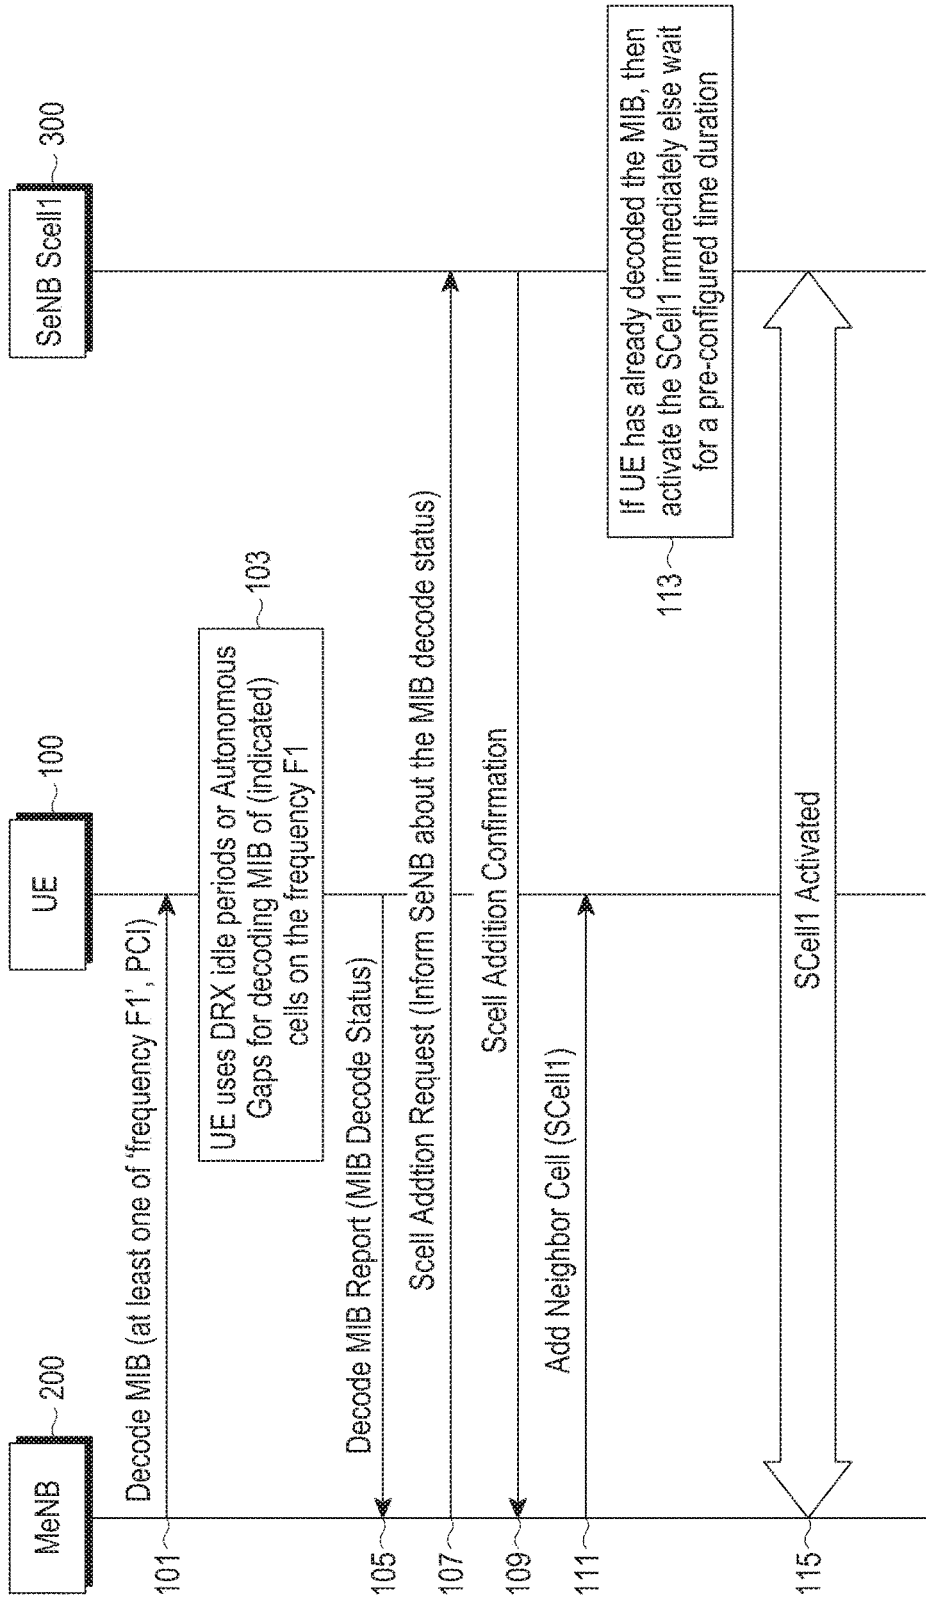 MeNB
200
UE
100
SeNB Scell1
300
101
Decode MIB (at least one of 'frequency F1', PCI)
103
UE uses DRX idle periods or Autonomous
Gaps for decoding MIB of (indicated)
cells on the frequency F1
105
Decode MIB Report (MIB Decode Status)
107
Scell Addtion Request (Inform SeNB about the MIB decode status)
109
Scell Addition Confirmation
111
Add Neighbor Cell (SCell1)
113
If UE has already decoded the MIB, then
activate the SCell1 immediately else wait
for a pre-configured time duration
115
SCell1 Activated